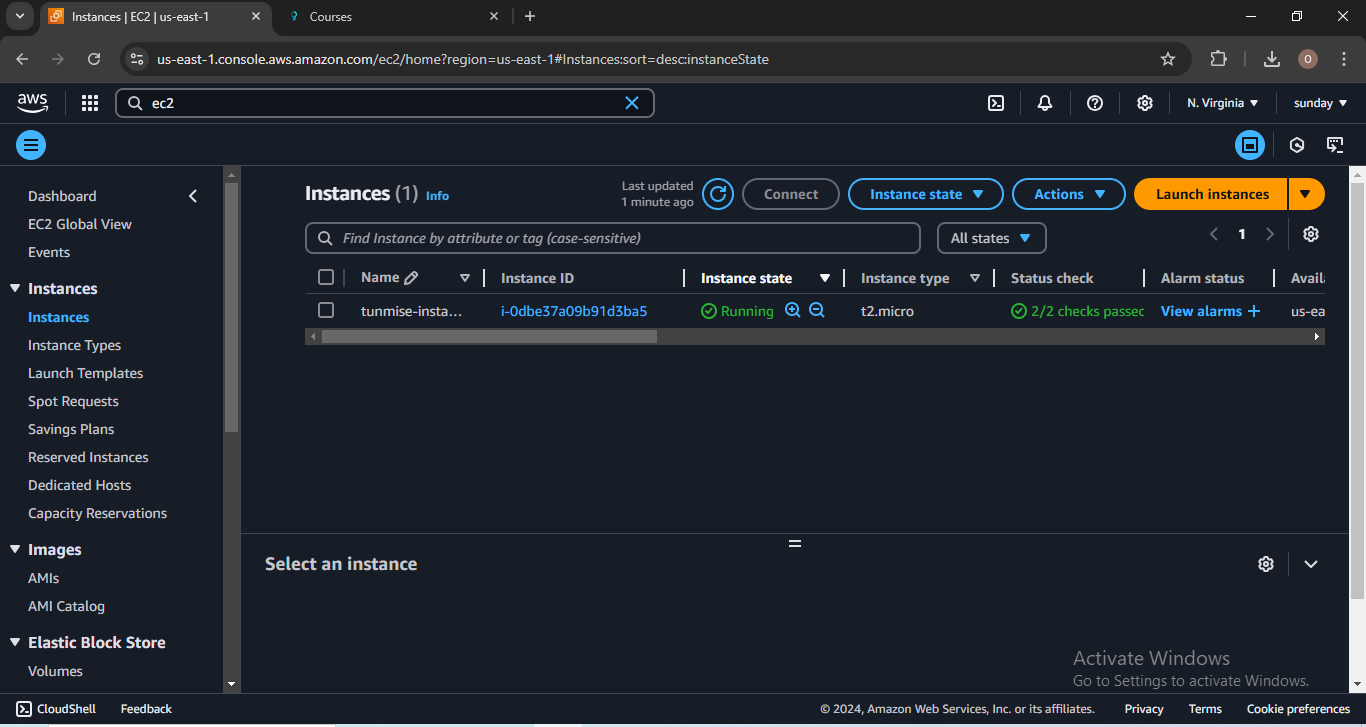 Instances | EC2 | us-east-1
Courses
us-east-1.console.aws.amazon.com/ec2/home?region=us-east-1#Instances:sort=desc:instanceState
O
aws
ec2
N. Virginia
sunday
Dashboard
EC2 Global View
Events
Instances
Instances
Instance Types
Launch Templates
Spot Requests
Savings Plans
Reserved Instances
Dedicated Hosts
Capacity Reservations
Images
AMIs
AMI Catalog
Elastic Block Store
Volumes
Instances (1) Info
Last updated
1 minute ago
Connect
Instance state
Actions
Launch instances
Find Instance by attribute or tag (case-sensitive)
All states
1
Name Instance ID Instance state Instance type Status check Alarm status Avail
tunmise-insta... i-0dbe37a09b91d3ba5 Running t2.micro 2/2 checks passec View alarms + us-ea
Select an instance
Activate Windows
Go to Settings to activate Windows.
CloudShell Feedback © 2024, Amazon Web Services, Inc. or its affiliates. Privacy Terms Cookie preferences